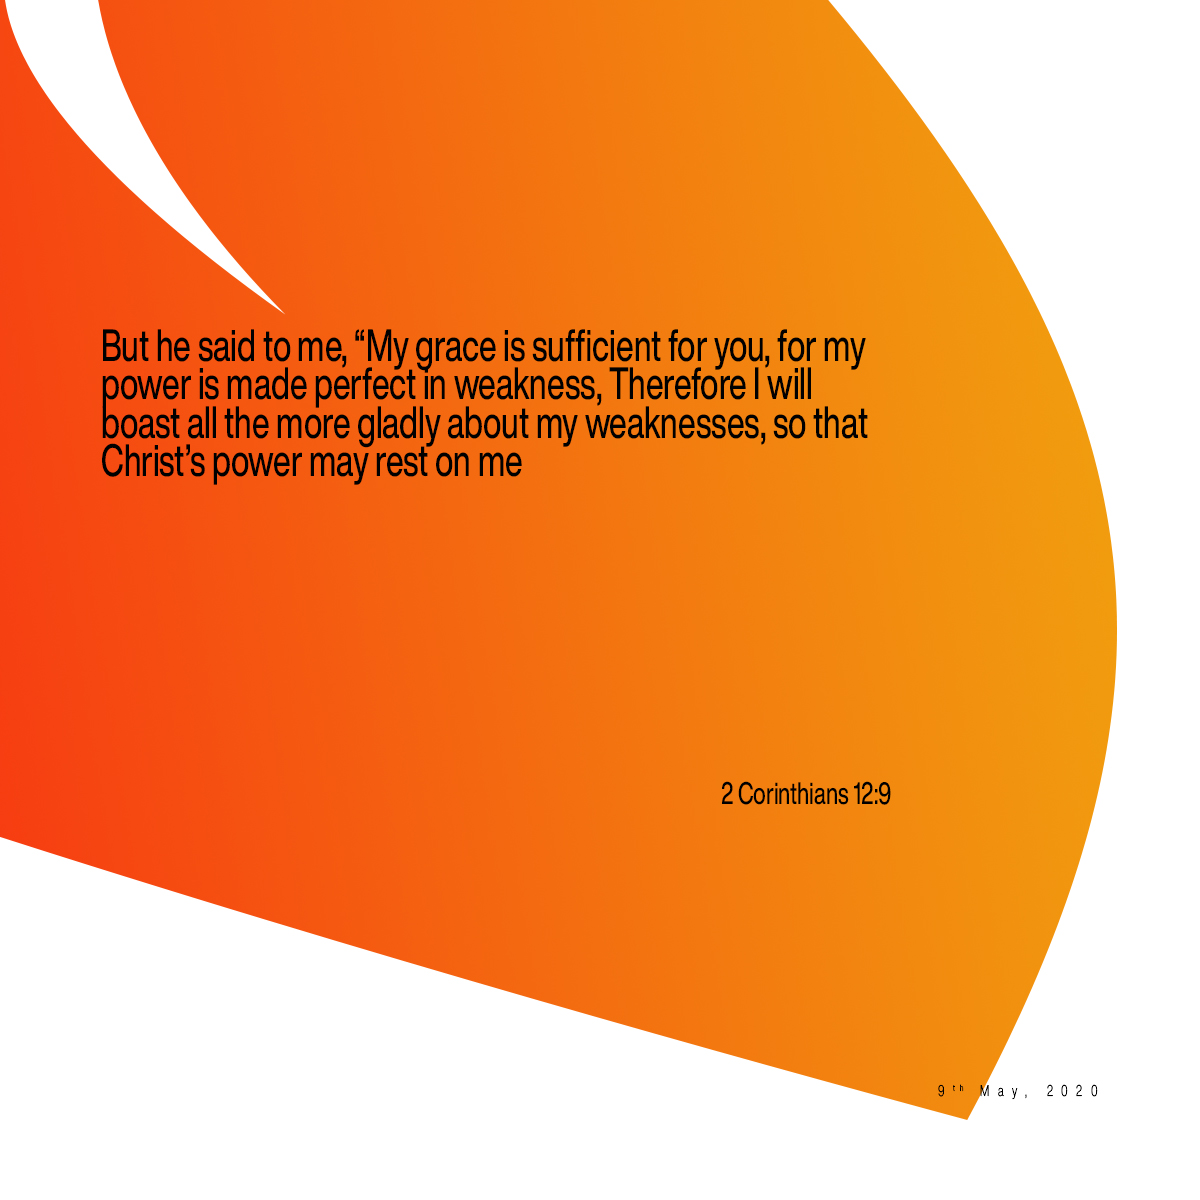 But he said to me, “My grace is sufficient for you, for my
power is made perfect in weakness, Therefore I will
boast all the more gladly about my weaknesses, so that
Christ’s power may rest on me
2 Corinthians 12:9
9th May, 2020